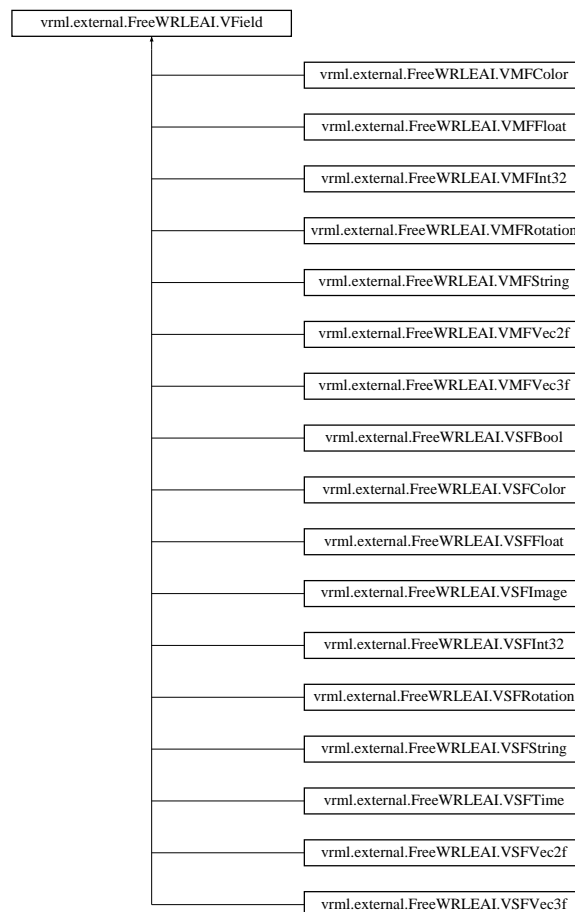 vrml.external.FreeWRLEAI.VField
vrml.external.FreeWRLEAI.VMFColor
vrml.external.FreeWRLEAI.VMFFloat
vrml.external.FreeWRLEAI.VMFInt32
vrml.external.FreeWRLEAI.VMFRotation
vrml.external.FreeWRLEAI.VMFString
vrml.external.FreeWRLEAI.VMFVec2f
vrml.external.FreeWRLEAI.VMFVec3f
vrml.external.FreeWRLEAI.VSFBool
vrml.external.FreeWRLEAI.VSFColor
vrml.external.FreeWRLEAI.VSFFloat
vrml.external.FreeWRLEAI.VSFImage
vrml.external.FreeWRLEAI.VSFInt32
vrml.external.FreeWRLEAI.VSFRotation
vrml.external.FreeWRLEAI.VSFString
vrml.external.FreeWRLEAI.VSFTime
vrml.external.FreeWRLEAI.VSFVec2f
vrml.external.FreeWRLEAI.VSFVec3f